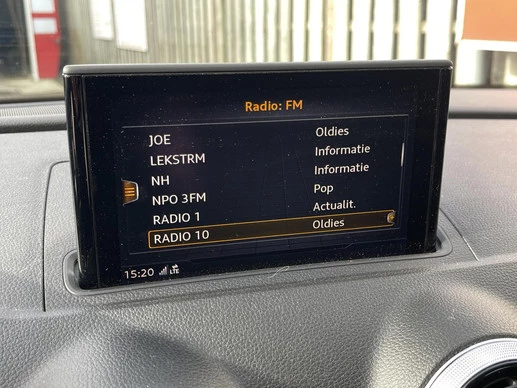 Radio: FM
JOE Oldies
LEKSTRM Informatie
NH Informatie
NPO 3FM Pop
RADIO 1 Actualit.
RADIO 10 Oldies
15:20 LTE